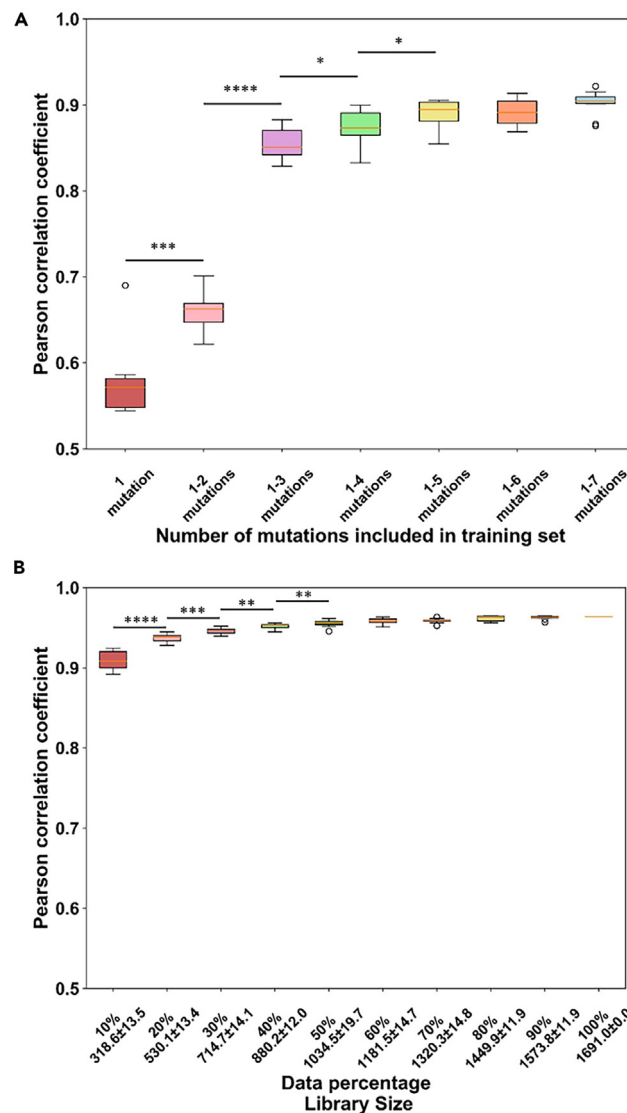 A
1.0
0.9
0.8
0.7
0.6
0.5
Pearson correlation coefficient
***
****
*
*
1 mutation
1-2 mutations
1-3 mutations
1-4 mutations
1-5 mutations
1-6 mutations
1-7 mutations
Number of mutations included in training set
B
1.0
0.9
0.8
0.7
0.6
0.5
Pearson correlation coefficient
****
***
**
**
10%
318.6±13.5
20%
530.1±13.4
30%
714.7±14.1
40%
880.2±12.0
50%
1034.5±19.7
60%
1181.5±14.7
70%
1320.3±14.8
80%
1449.9±11.9
90%
1573.8±11.9
100%
1691.0±0.0
Data percentage
Library Size